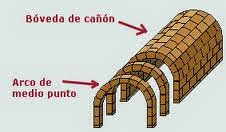 Bóveda de cañón
Arco de
medio punto